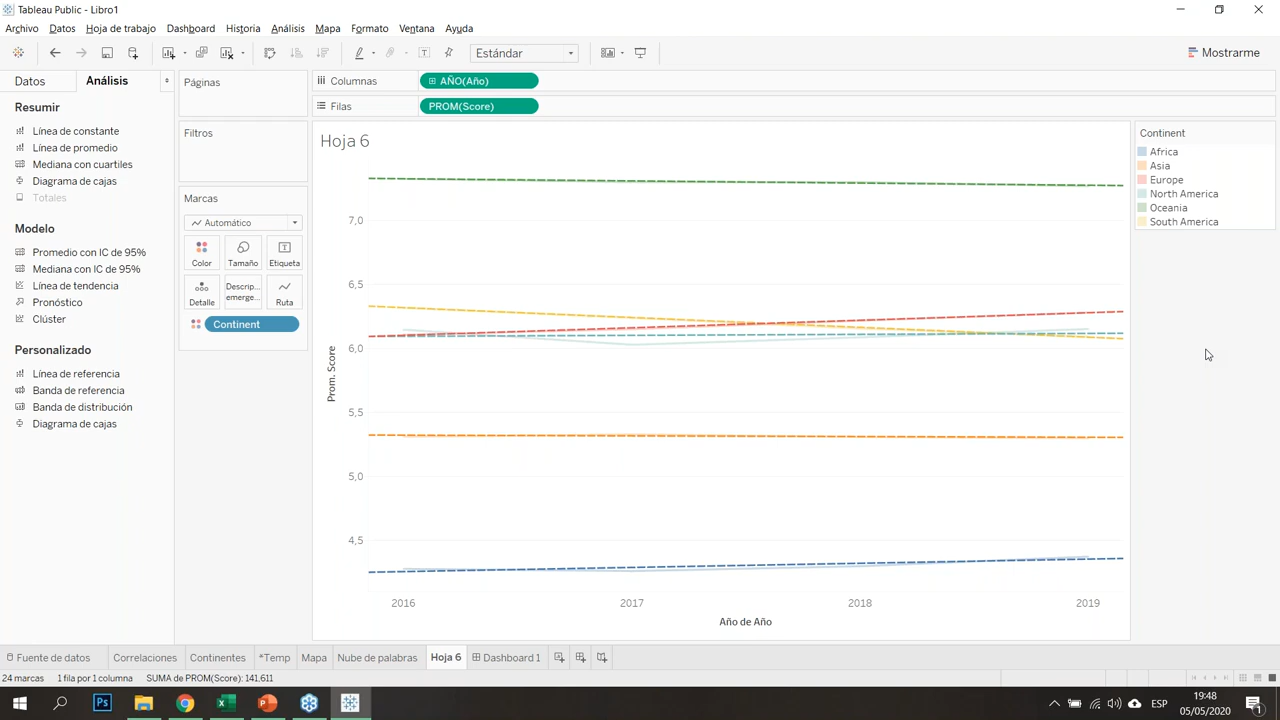 Tableau Public - Libro1
Archivo Datos Hoja de trabajo Dashboard Historia Análisis Mapa Formato Ventana Ayuda
Estándar
Mostrarme
Datos
Análisis
Resumir
Línea de constante
Línea de promedio
Mediana con cuartiles
Diagrama de cajas
Totales
Modelo
Promedio con IC de 95%
Mediana con IC de 95%
Línea de tendencia
Pronóstico
Clúster
Personalizado
Línea de referencia
Banda de referencia
Banda de distribución
Diagrama de cajas
Páginas
Filtros
Marcas
Automático
Color
Tamaño
Etiqueta
Detalle
Descrip...
emerge...
Ruta
Continent
Columnas
AÑO(Año)
Filas
PROM(Score)
Hoja 6
7,0
6,5
6,0
5,5
5,0
4,5
Prom. Score
2016
2017
2018
2019
Año de Año
Continent
Africa
Asia
Europe
North America
Oceania
South America
Fuente de datos
Correlaciones
Continentes
*Temp
Mapa
Nube de palabras
Hoja 6
Dashboard 1
24 marcas
1 fila por 1 columna
SUMA de PROM(Score): 141,611
Ps
ESP
19:48
05/05/2020
1